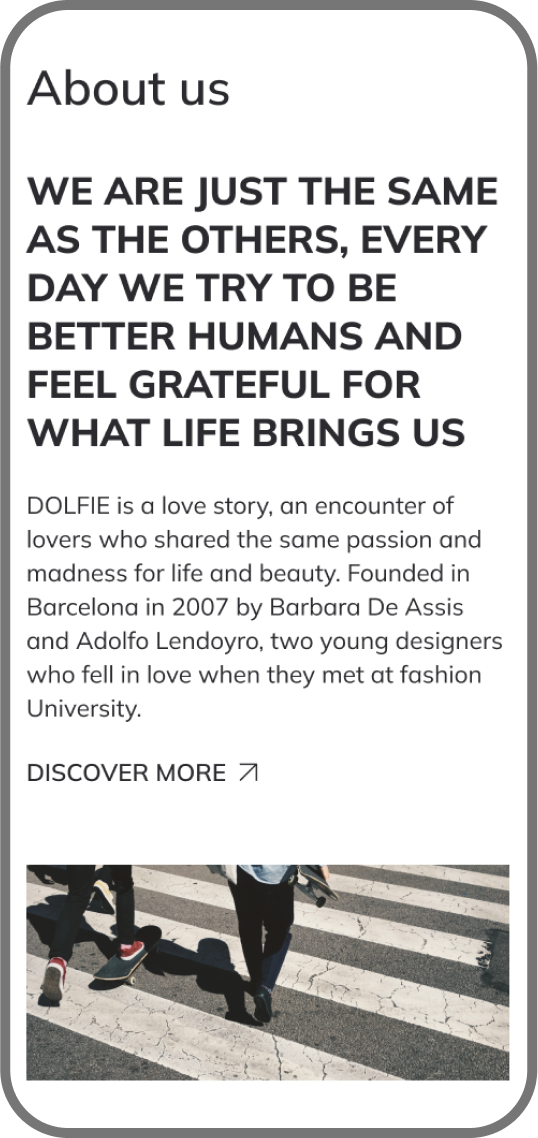 About us
WE ARE JUST THE SAME
AS THE OTHERS, EVERY
DAY WE TRY TO BE
BETTER HUMANS AND
FEEL GRATEFUL FOR
WHAT LIFE BRINGS US
DOLFIE is a love story, an encounter of
lovers who shared the same passion and
madness for life and beauty. Founded in
Barcelona in 2007 by Barbara De Assis
and Adolfo Lendoyro, two young designers
who fell in love when they met at fashion
University.
DISCOVER MORE